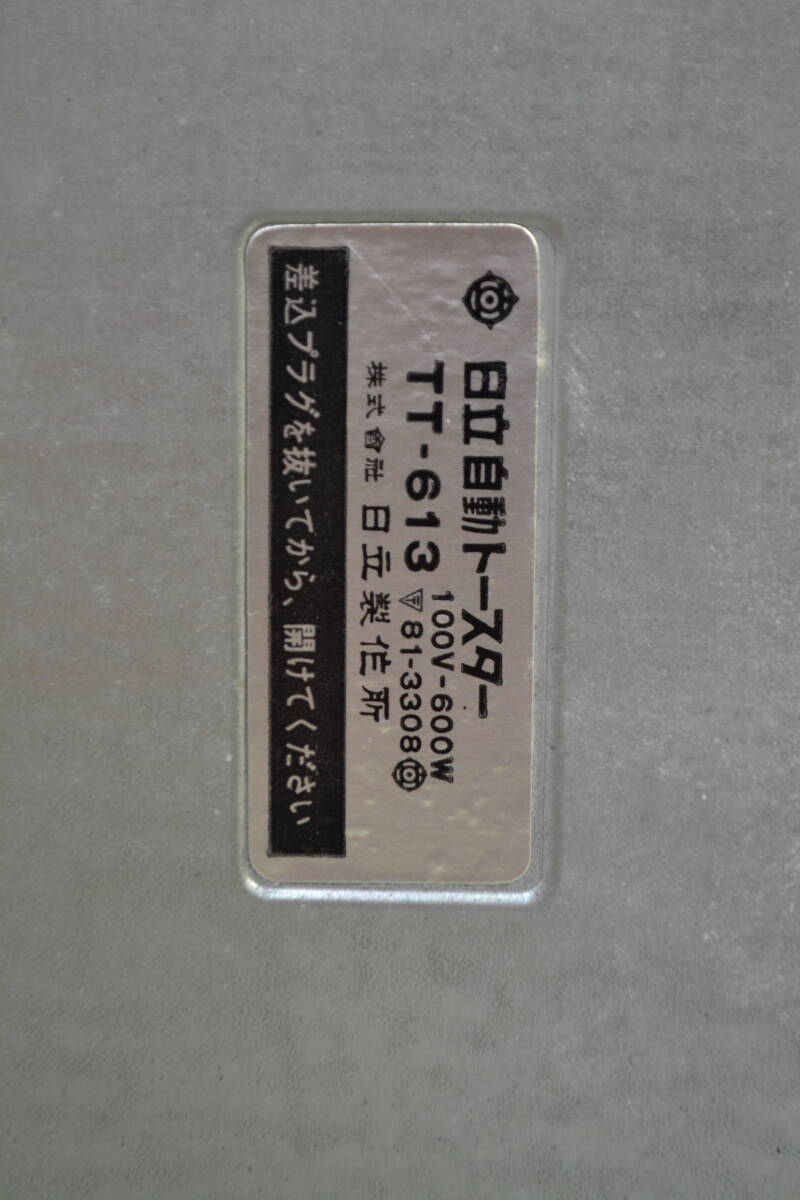 日立自動トースター
100V-600W
TT-613 81-3308
株式會社 日立製作所
差込プラグを抜いてから、開けてください